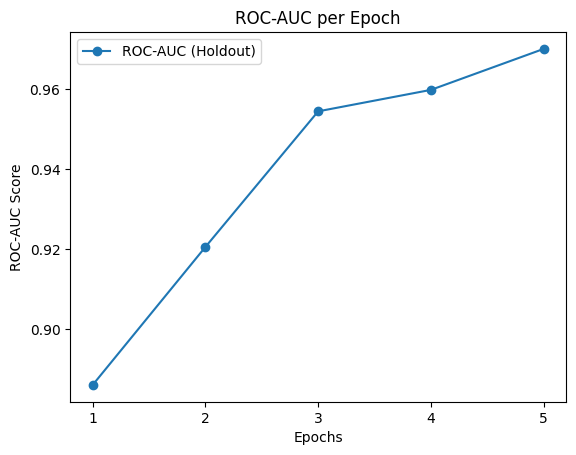 ROC-AUC per Epoch
ROC-AUC (Holdout)
0.96
0.94
0.92
0.90
ROC-AUC Score
1 2 3 4 5
Epochs